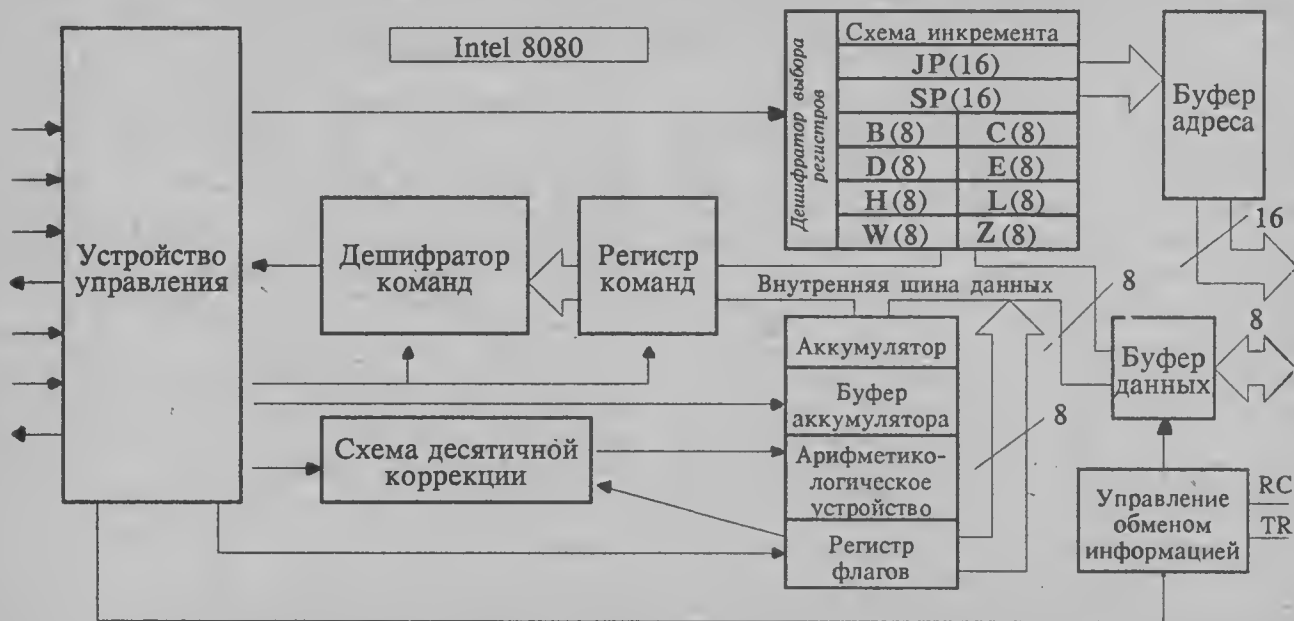 Intel 8080
Устройство
управления
Дешифратор
команд
Регистр
команд
Схема десятичной
коррекции
Дешифратор выбора
регистров
Схема инкремента
JP(16)
SP(16)
B(8) C(8)
D(8) E(8)
H(8) L(8)
W(8) Z(8)
Внутренняя шина данных
Аккумулятор
Буфер
аккумулятора
Арифметико-
логическое
устройство
Регистр
флагов
Буфер
адреса
16
8
8
8
Буфер
данных
Управление
обменом
информацией
RC
TR